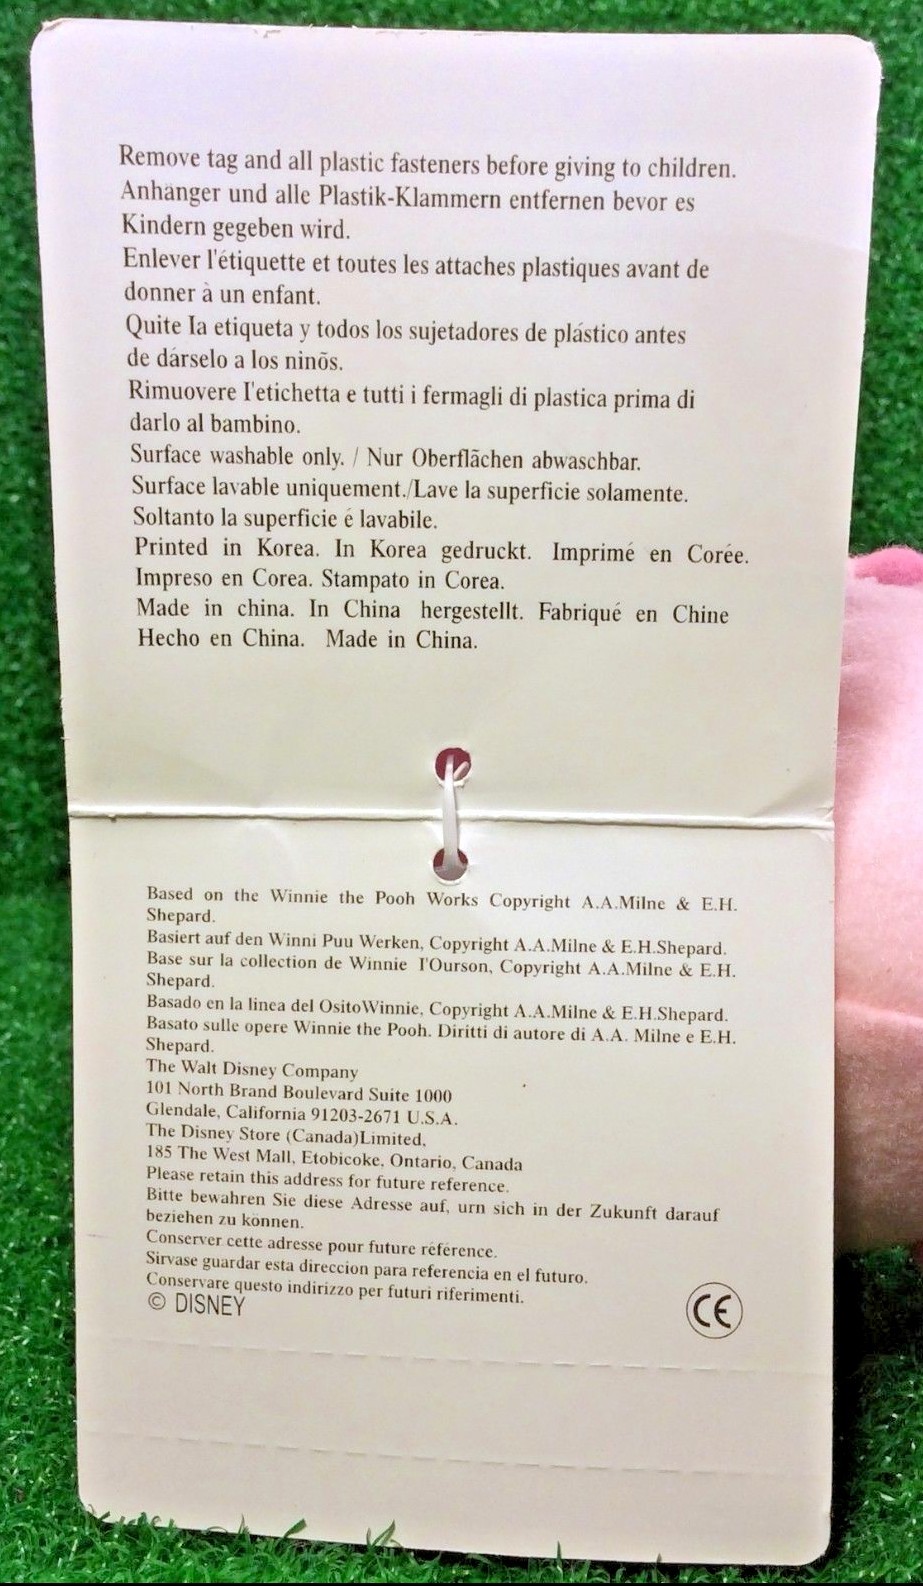 Remove tag and all plastic fasteners before giving to children.
Anhänger und alle Plastik-Klammern entfernen bevor es
Kindern gegeben wird.
Enlever l'étiquette et toutes les attaches plastiques avant de
donner à un enfant.
Quite Ia etiqueta y todos los sujetadores de plástico antes
de dárselo a los ninõs.
Rimuovere I'etichetta e tutti i fermagli di plastica prima di
darlo al bambino.
Surface washable only. / Nur Oberflãchen abwaschbar.
Surface lavable uniquement./Lave la superficie solamente.
Soltanto la superficie é lavabile.
Printed in Korea. In Korea gedruckt. Imprimé en Corée.
Impreso en Corea. Stampato in Corea.
Made in china. In China hergestellt. Fabriqué en Chine
Hecho en China. Made in China.
Based on the Winnie the Pooh Works Copyright A.A.Milne & E.H.
Shepard.
Basiert auf den Winni Puu Werken, Copyright A.A.Milne & E.H.Shepard.
Base sur la collection de Winnie I'Ourson, Copyright A.A.Milne & E.H.
Shepard.
Basado en la linea del OsitoWinnie, Copyright A.A.Milne & E.H.Shepard.
Basato sulle opere Winnie the Pooh. Diritti di autore di A.A. Milne e E.H.
Shepard.
The Walt Disney Company
101 North Brand Boulevard Suite 1000
Glendale, California 91203-2671 U.S.A.
The Disney Store (Canada)Limited,
185 The West Mall, Etobicoke, Ontario, Canada
Please retain this address for future reference.
Bitte bewahren Sie diese Adresse auf, urn sich in der Zukunft darauf
beziehen zu können.
Conserver cette adresse pour future référence.
Sirvase guardar esta direccion para referencia en el futuro.
Conservare questo indirizzo per futuri riferimenti.
© DISNEY
CE